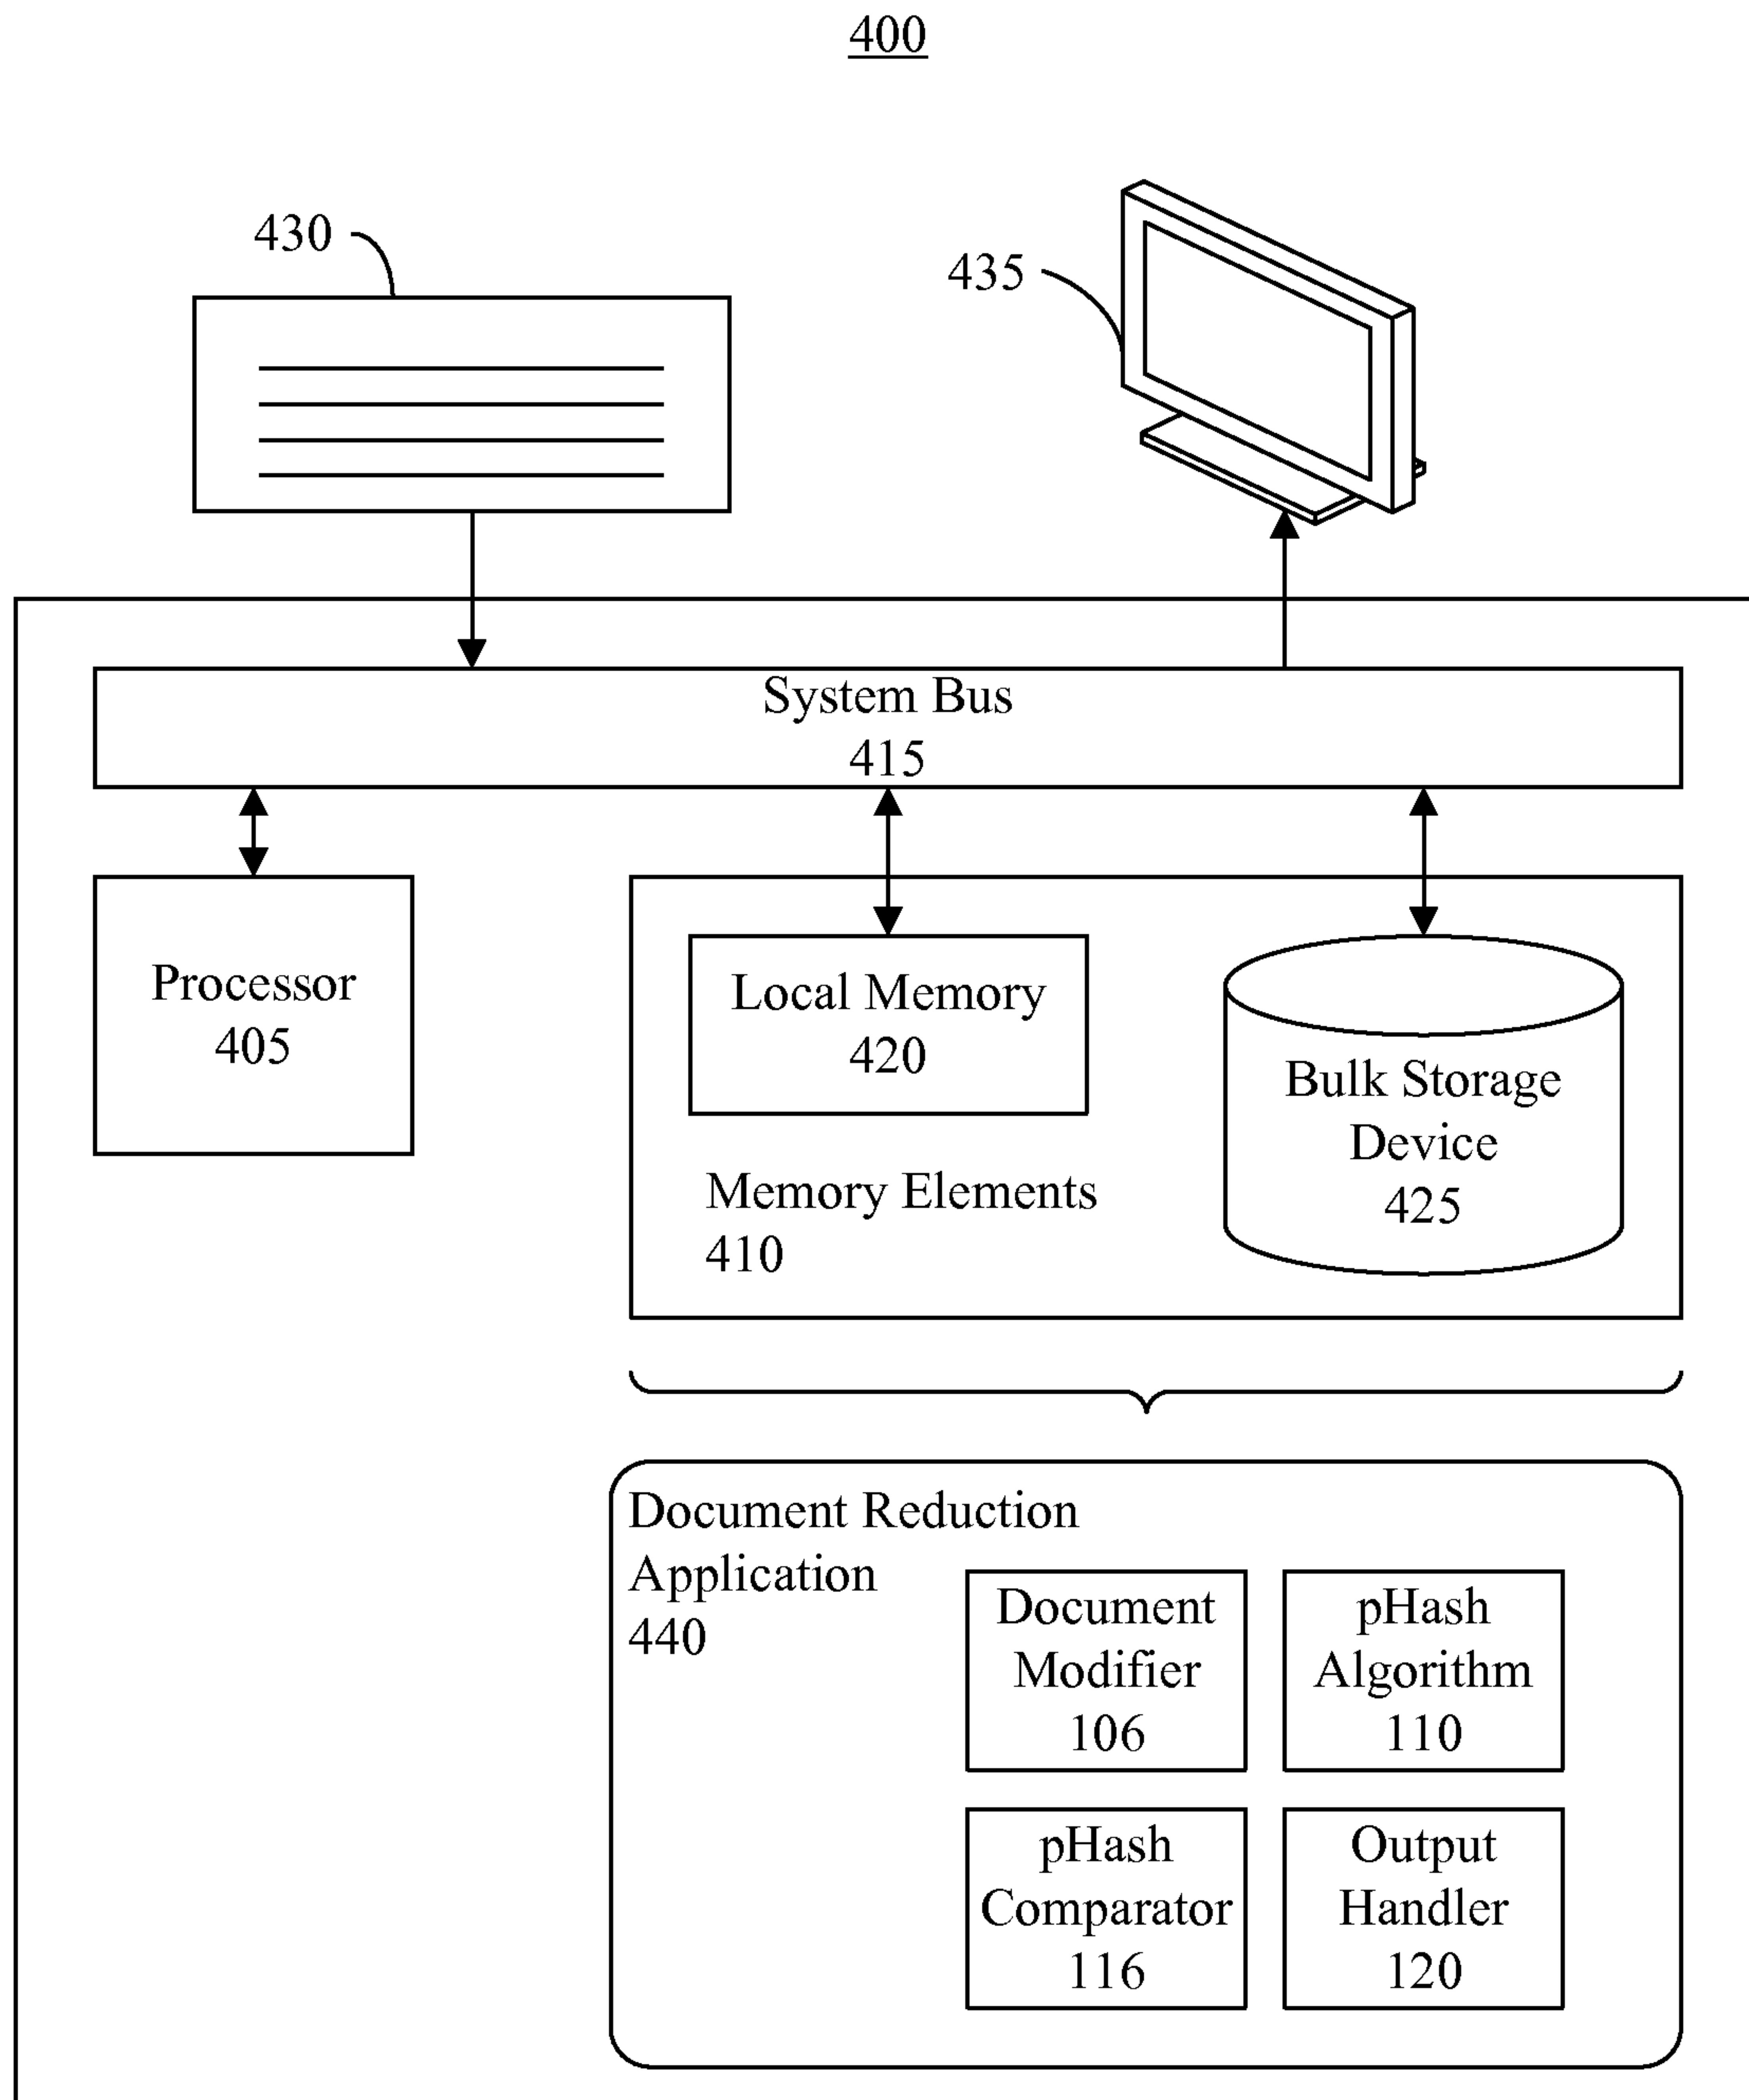 400
430
435
System Bus
415
Processor
405
Local Memory
420
Bulk Storage
Device
425
Memory Elements
410
Document Reduction
Application
440
Document
Modifier
106
pHash
Algorithm
110
pHash
Comparator
116
Output
Handler
120